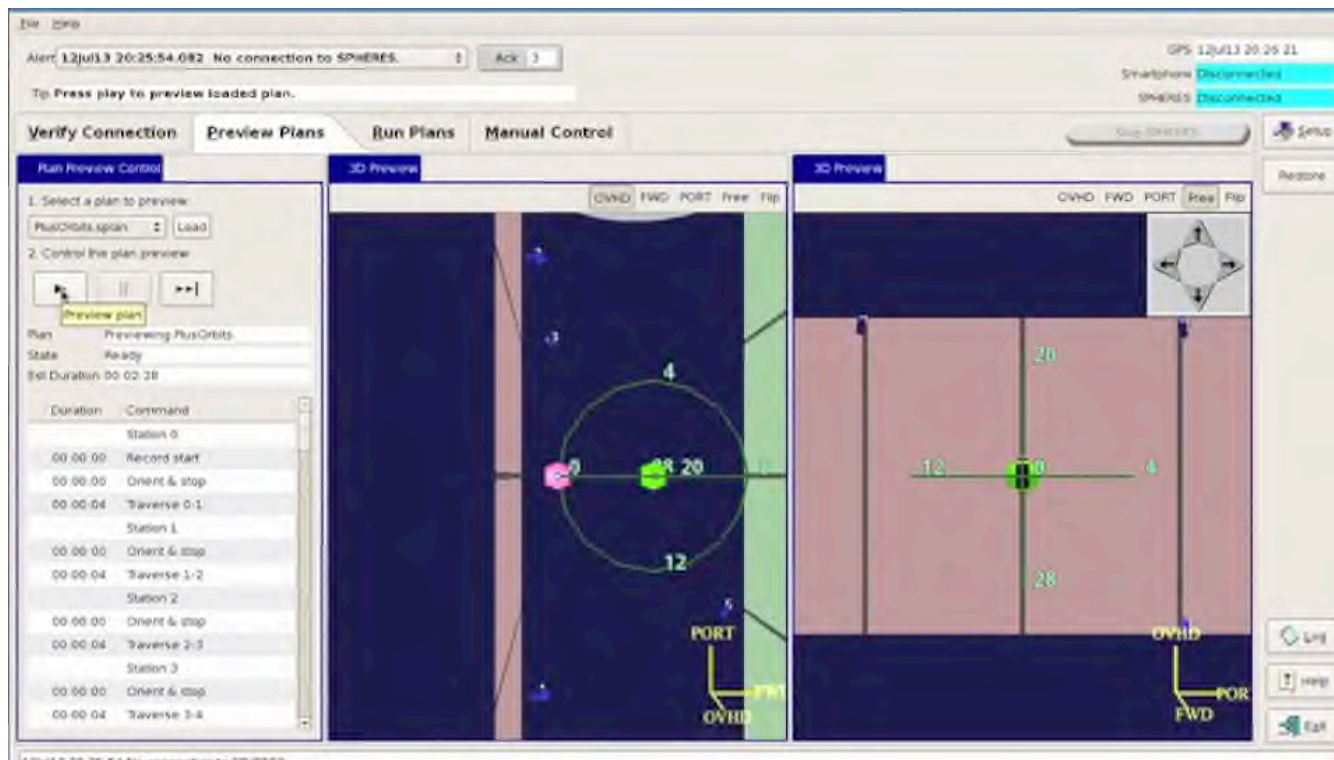 File Help
Alert 12Jul13 20:25:54.082 No connection to SPHERES.
Ack 3
GPS 12Jul13 20:26:21
Smartphone Disconnected
SPHERES Disconnected
Tip Press play to preview loaded plan.
Verify Connection
Preview Plans
Run Plans
Manual Control
Setup
Restore
Plan Preview Control
1. Select a plan to preview
PlusOrbits.splan
Load
2. Control the plan preview
Preview plan
Plan Previewing PlusOrbits
State Ready
Est Duration 00:02:28
Duration Command
Station 0
00:00:00 Record start
00:00:00 Orient & stop
00:00:04 Traverse 0-1
Station 1
00:00:00 Orient & stop
00:00:04 Traverse 1-2
Station 2
00:00:00 Orient & stop
00:00:04 Traverse 2-3
Station 3
00:00:00 Orient & stop
00:00:04 Traverse 3-4
3D Preview
OVHD FWD PORT Free Flip
4
0
20
12
PORT
OVHD
3D Preview
OVHD FWD PORT Free Flip
20
12
4
28
OVHD
POR
FWD
Log
Help
Exit